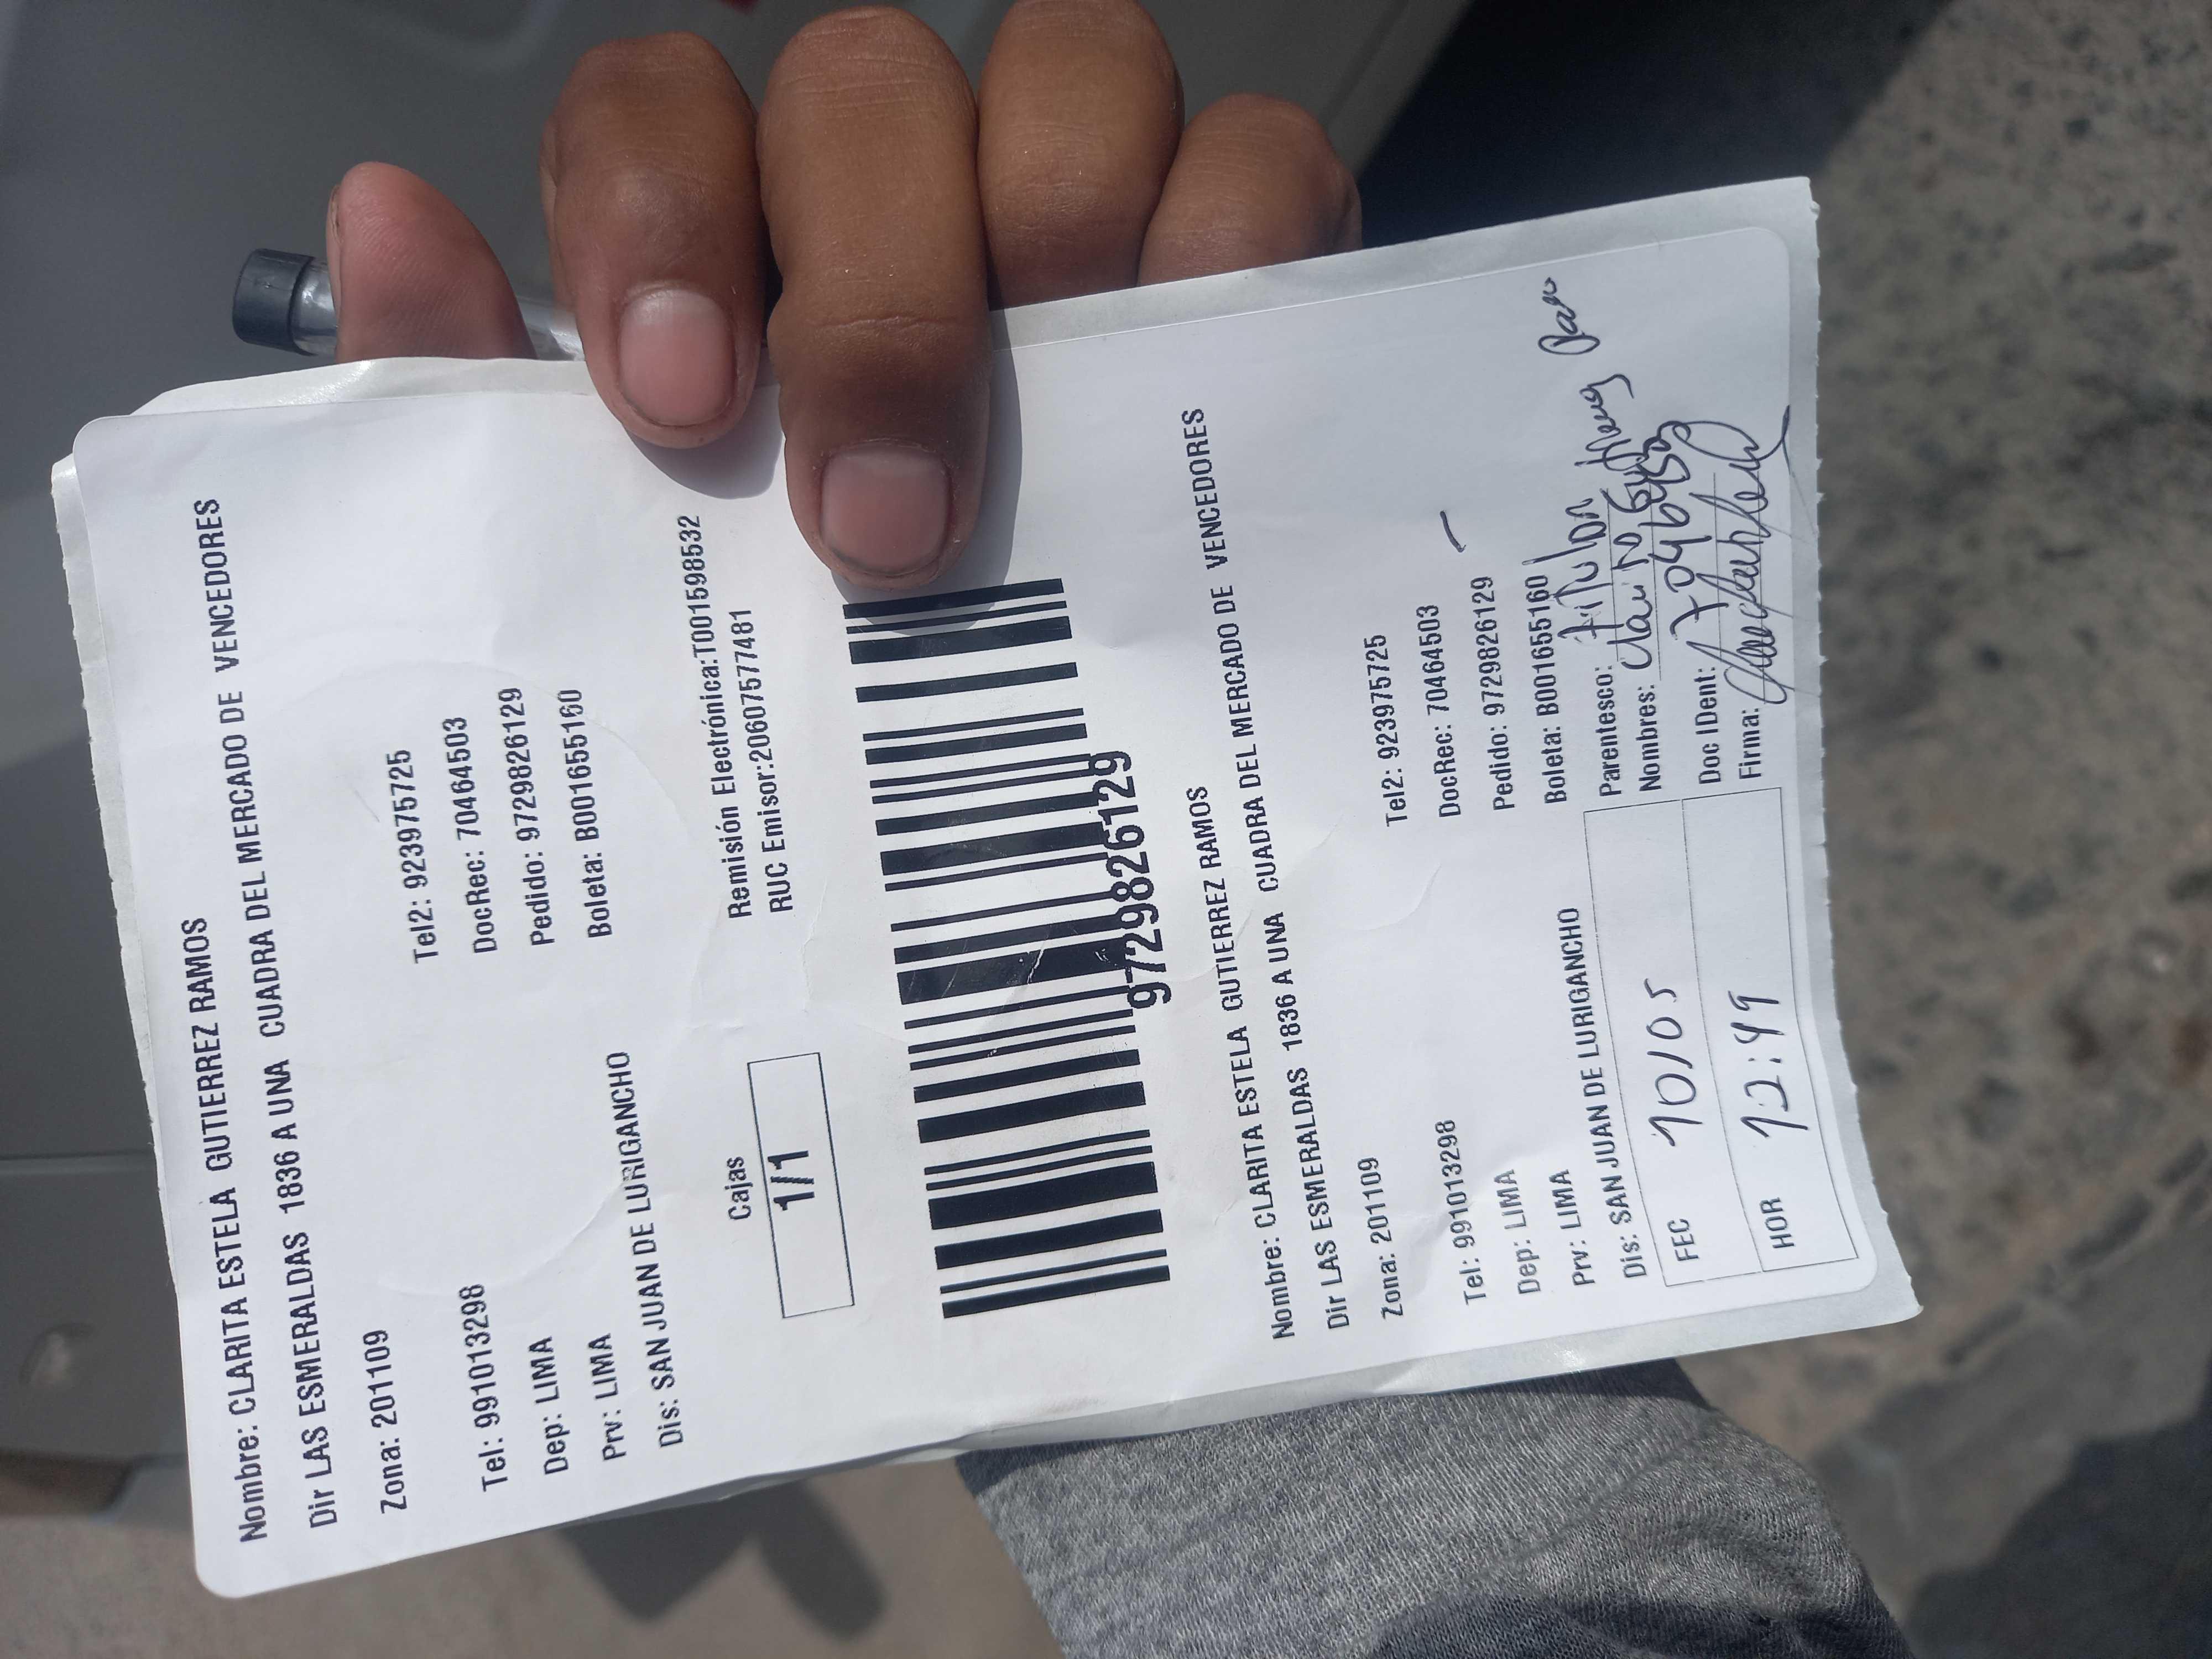 Nombre: CLARITA ESTELA GUTIERREZ RAMOS
Dir LAS ESMERALDAS 1836 A UNA CUADRA DEL MERCADO DE VENCEDORES
Zona: 201109
Tel2: 923975725
Tel: 991013298
DocRec: 70464503
Dep: LIMA
Pedido: 9729826129
Prv: LIMA
Boleta: B001655160
Dis: SAN JUAN DE LURIGANCHO
Cajas
Remisión Electrónica:T001598532
1/1
RUC Emisor:20607577481
9729826129
Nombre: CLARITA ESTELA GUTIERREZ RAMOS
Dir LAS ESMERALDAS 1836 A UNA CUADRA DEL MERCADO DE VENCEDORES
Zona: 201109
Tel2: 923975725
Tel: 991013298
DocRec: 70464503
Dep: LIMA
Pedido: 9729826129
Prv: LIMA
Boleta: B001655160
Dis: SAN JUAN DE LURIGANCHO
Parentesco:
FEC 10/05
Nombres:
HOR 12:49
Doc IDent:
Firma: